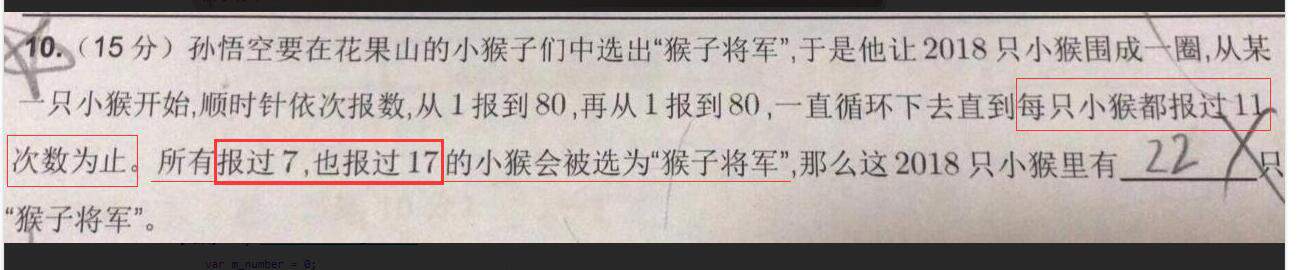 10.（15 分）孙悟空要在花果山的小猴子们中选出“猴子将军”,于是他让 2018 只小猴围成一圈,从某
一只小猴开始,顺时针依次报数,从 1 报到 80,再从 1 报到 80,一直循环下去直到每只小猴都报过 11
次数为止。所有报过 7,也报过 17 的小猴会被选为“猴子将军”,那么这 2018 只小猴里有 22 只
“猴子将军”。
var m_number = 0;